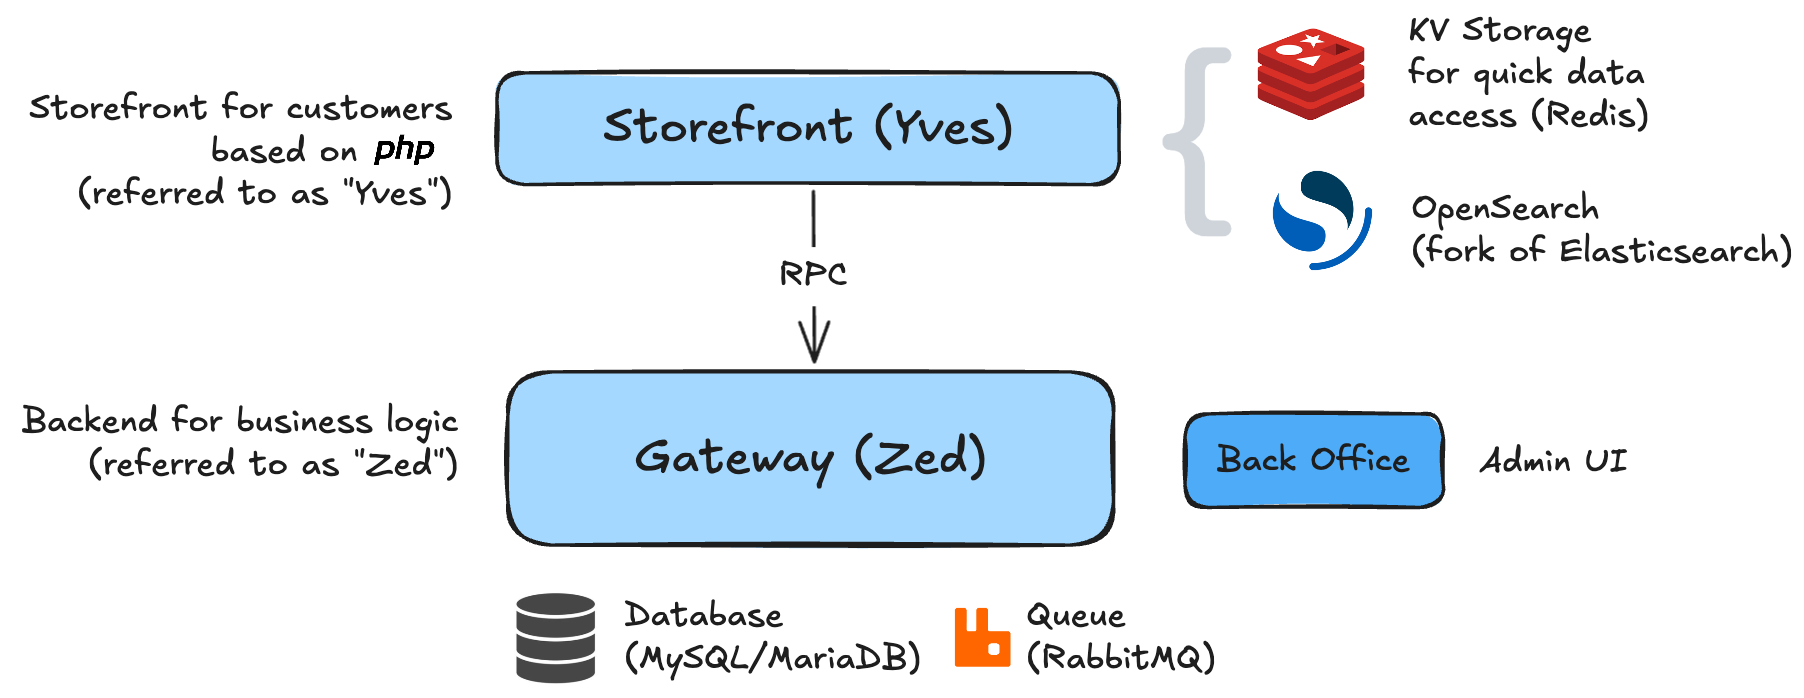 Storefront for customers
based on php
(referred to as "Yves")
Storefront (Yves)
KV Storage
for quick data
access (Redis)
OpenSearch
(fork of Elasticsearch)
RPC
Backend for business logic
(referred to as "Zed")
Gateway (Zed)
Back Office
Admin UI
Database
(MySQL/MariaDB)
Queue
(RabbitMQ)